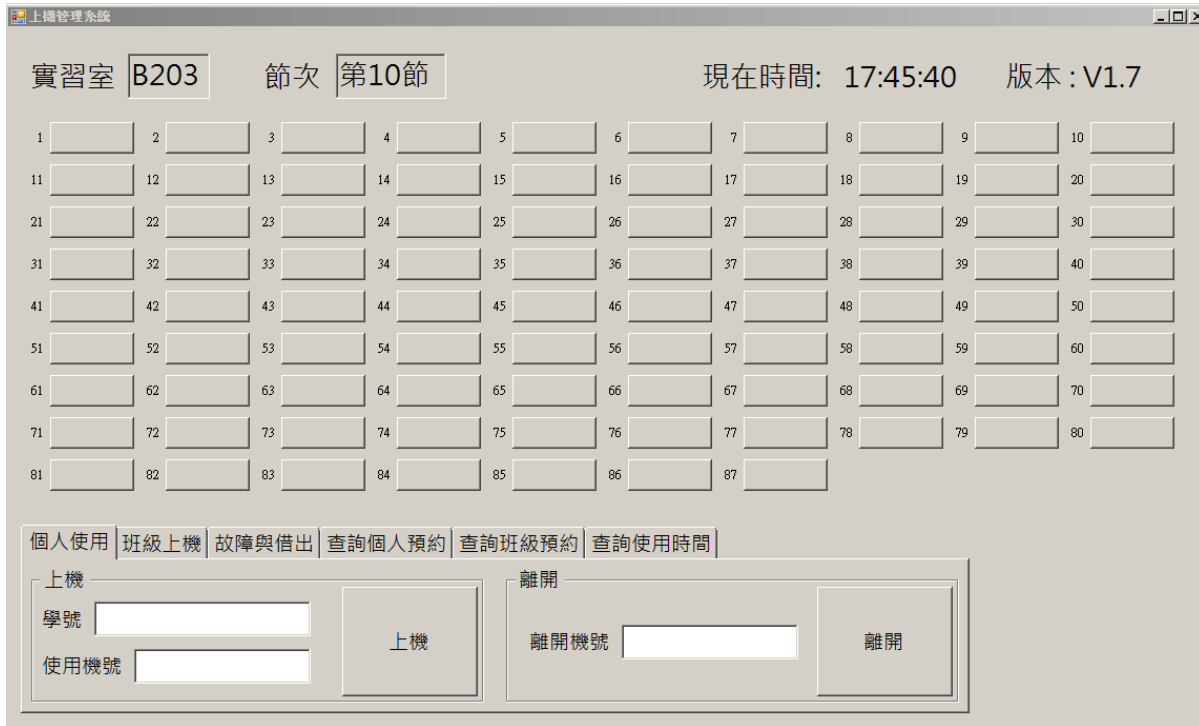 上機管理系統
實習室 B203 節次 第10節 現在時間: 17:45:40 版本 : V1.7
1 2 3 4 5 6 7 8 9 10
11 12 13 14 15 16 17 18 19 20
21 22 23 24 25 26 27 28 29 30
31 32 33 34 35 36 37 38 39 40
41 42 43 44 45 46 47 48 49 50
51 52 53 54 55 56 57 58 59 60
61 62 63 64 65 66 67 68 69 70
71 72 73 74 75 76 77 78 79 80
81 82 83 84 85 86 87
個人使用 班級上機 故障與借出 查詢個人預約 查詢班級預約 查詢使用時間
上機 離開
學號
上機 離開機號 離開
使用機號